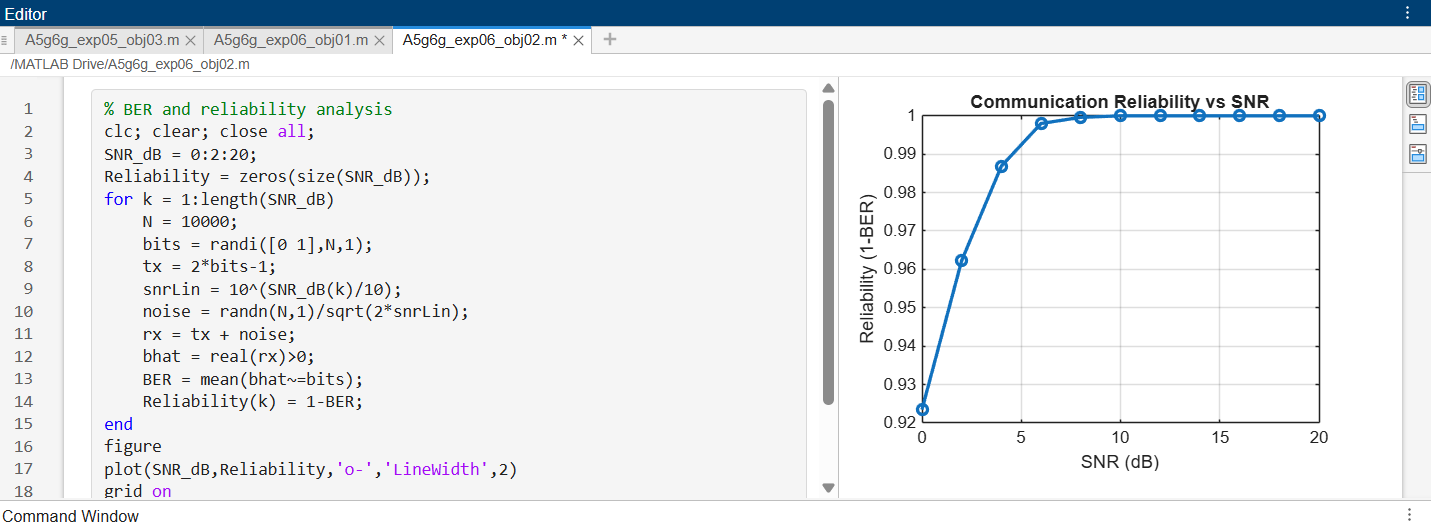 Editor
A5g6g_exp05_obj03.m A5g6g_exp06_obj01.m A5g6g_exp06_obj02.m *
/MATLAB Drive/A5g6g_exp06_obj02.m
1 % BER and reliability analysis
2 clc; clear; close all;
3 SNR_dB = 0:2:20;
4 Reliability = zeros(size(SNR_dB));
5 for k = 1:length(SNR_dB)
6 N = 10000;
7 bits = randi([0 1],N,1);
8 tx = 2*bits-1;
9 snrLin = 10^(SNR_dB(k)/10);
10 noise = randn(N,1)/sqrt(2*snrLin);
11 rx = tx + noise;
12 bhat = real(rx)>0;
13 BER = mean(bhat~=bits);
14 Reliability(k) = 1-BER;
15 end
16 figure
17 plot(SNR_dB,Reliability,'o-','LineWidth',2)
18 grid on
Communication Reliability vs SNR
Reliability (1-BER)
1
0.99
0.98
0.97
0.96
0.95
0.94
0.93
0.92
0 5 10 15 20
SNR (dB)
Command Window